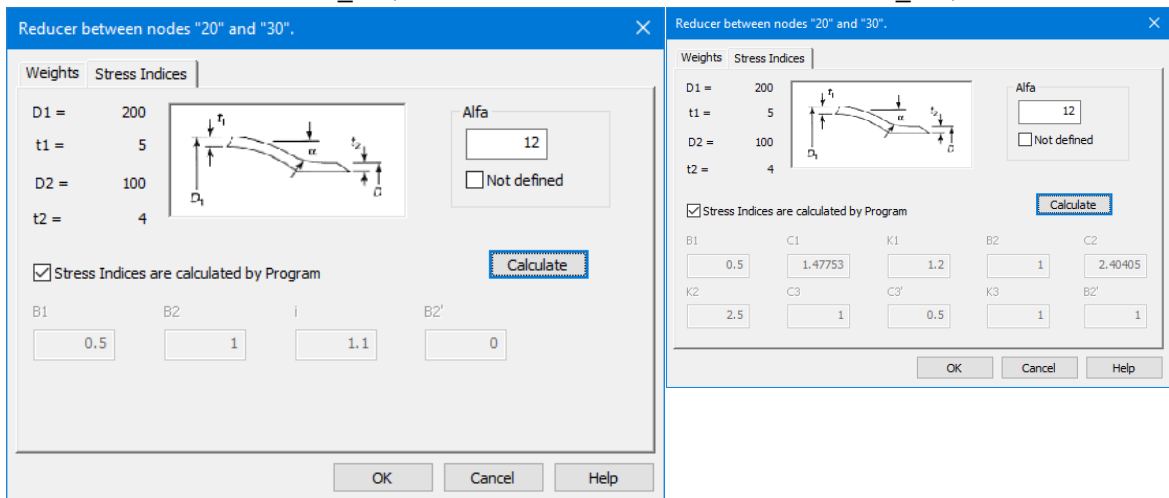 Reducer between nodes "20" and "30".
Weights Stress Indices
D1 = 200
t1 = 5
D2 = 100
t2 = 4
t1
α
t2
D1
D
Alfa
12
Not defined
Stress Indices are calculated by Program
Calculate
B1 B2 i B2'
0.5 1 1.1 0
OK Cancel Help
Reducer between nodes "20" and "30".
Weights Stress Indices
D1 = 200
t1 = 5
D2 = 100
t2 = 4
t1
α
t2
D1
D
Alfa
12
Not defined
Stress Indices are calculated by Program
Calculate
B1 C1 K1 B2 C2
0.5 1.47753 1.2 1 2.40405
K2 C3 C3' K3 B2'
2.5 1 0.5 1 1
OK Cancel Help